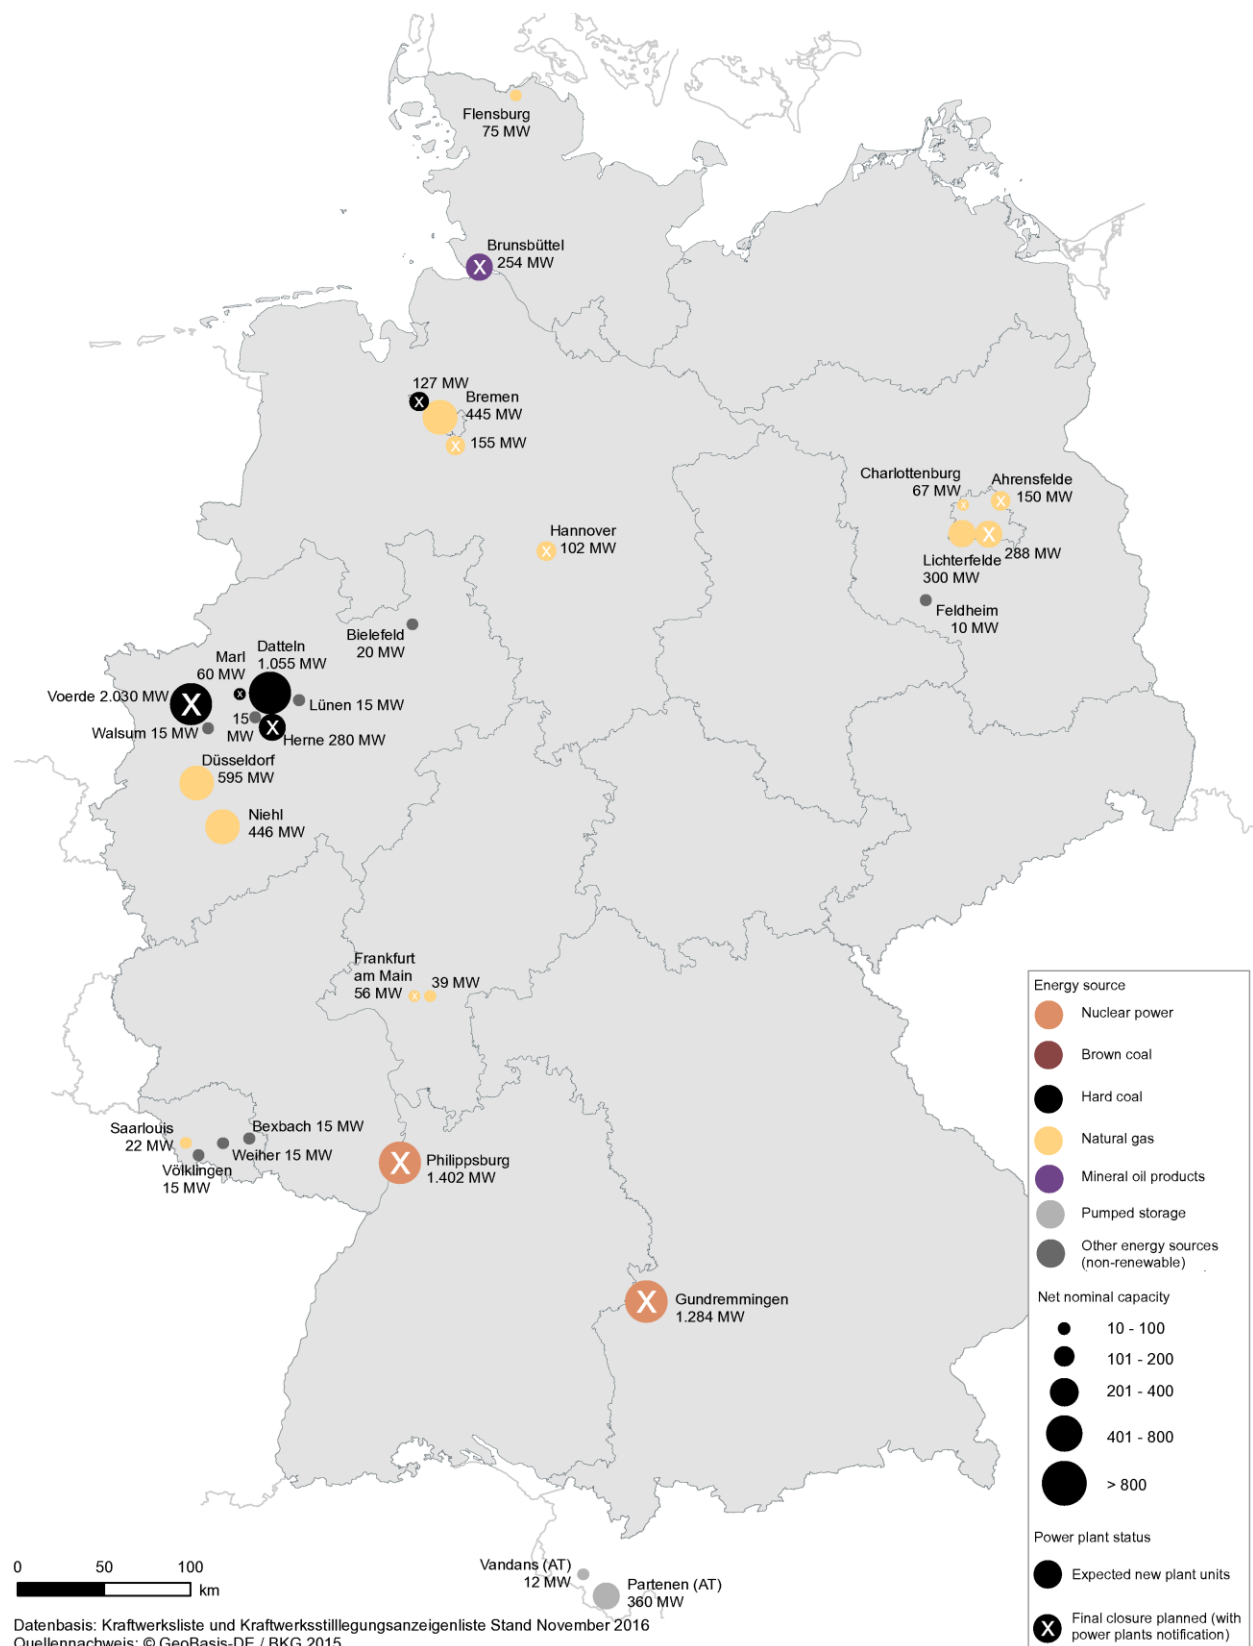 Flensburg
75 MW
Brunsbüttel
X
254 MW
127 MW
X
Bremen
445 MW
X
155 MW
Charlottenburg
67 MW
X
Ahrensfelde
X
150 MW
Hannover
X
102 MW
X
288 MW
Lichterfelde
300 MW
Feldheim
10 MW
Bielefeld
20 MW
Datteln
1.055 MW
Marl
60 MW
X
Voerde 2.030 MW
X
Lünen 15 MW
Walsum 15 MW
15
MW
X
Herne 280 MW
Düsseldorf
595 MW
Niehl
446 MW
Frankfurt
am Main
56 MW
X
39 MW
Saarlouis
22 MW
Bexbach 15 MW
Weiher 15 MW
Völklingen
15 MW
X
Philippsburg
1.402 MW
X
Gundremmingen
1.284 MW
Vandans (AT)
12 MW
Partenen (AT)
360 MW
Energy source
Nuclear power
Brown coal
Hard coal
Natural gas
Mineral oil products
Pumped storage
Other energy sources
(non-renewable)
Net nominal capacity
10 - 100
101 - 200
201 - 400
401 - 800
> 800
Power plant status
Expected new plant units
X
Final closure planned (with
power plants notification)
0 50 100
km
Datenbasis: Kraftwerksliste und Kraftwerksstilllegungsanzeigenliste Stand November 2016
Quellennachweis: © GeoBasis-DE / BKG 2015